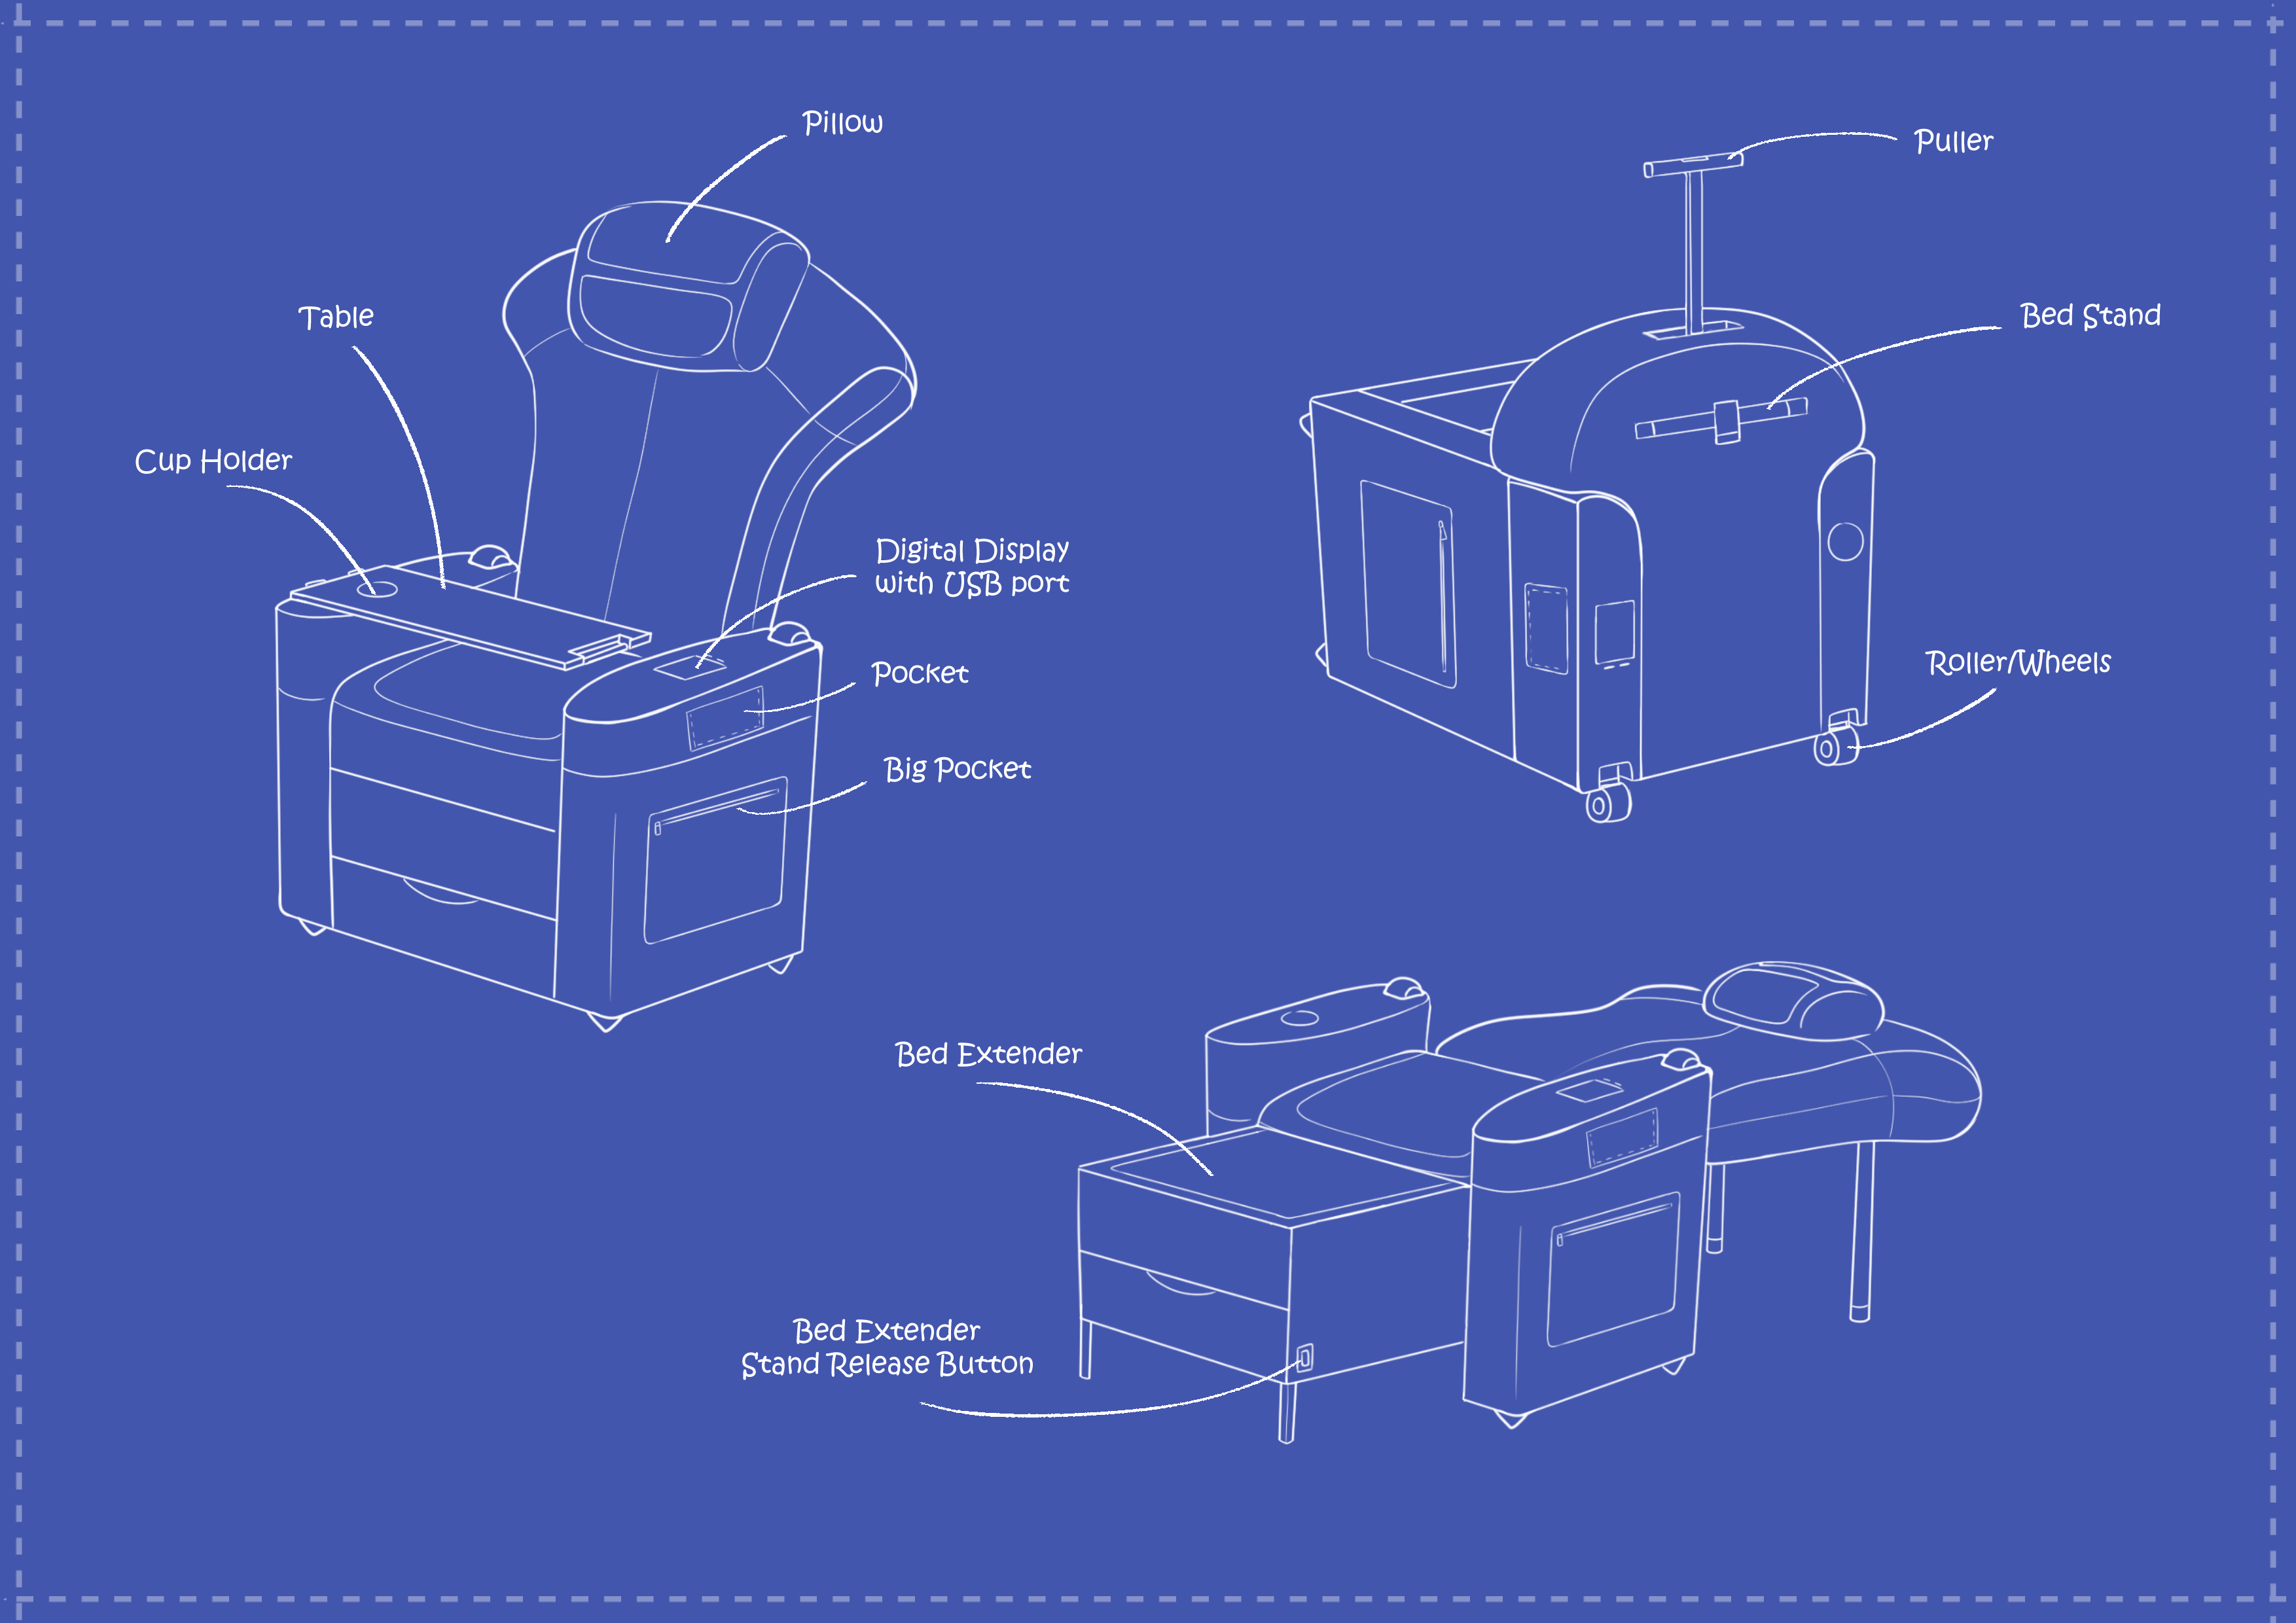 Pillow
Table
Cup Holder
Digital Display
with USB port
Pocket
Big Pocket
Puller
Bed Stand
Roller/Wheels
Bed Extender
Bed Extender
Stand Release Button